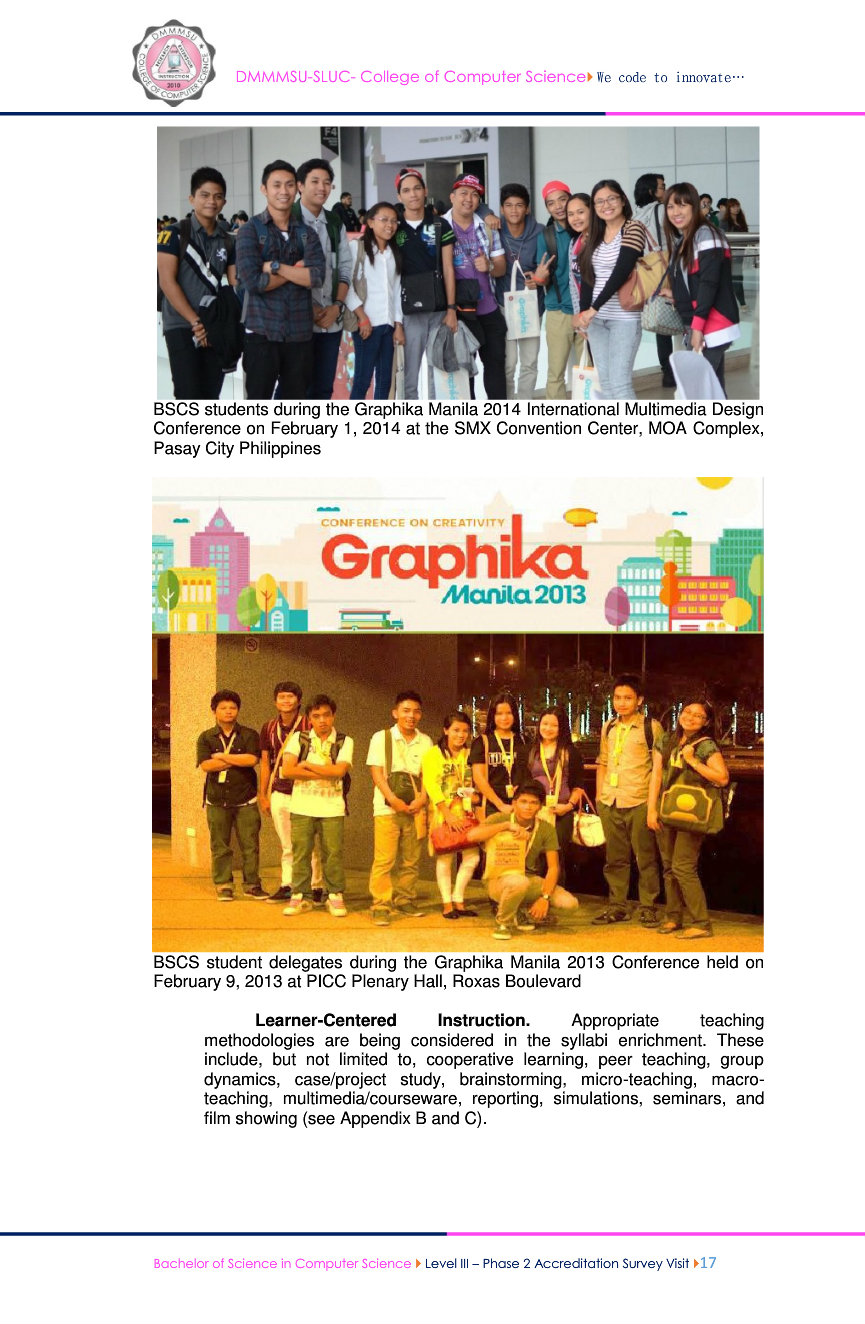 DMMMSU
COLLEGE OF COMPUTER SCIENCE
RESEARCH
EXTENSION
INSTRUCTION
2010
DMMMSU-SLUC- College of Computer Science We code to innovate…
F4
F4
17
Graphika
BSCS students during the Graphika Manila 2014 International Multimedia Design
Conference on February 1, 2014 at the SMX Convention Center, MOA Complex,
Pasay City Philippines
CONFERENCE ON CREATIVITY
Graphika
Manila 2013
BSCS student delegates during the Graphika Manila 2013 Conference held on
February 9, 2013 at PICC Plenary Hall, Roxas Boulevard
Learner-Centered Instruction. Appropriate teaching
methodologies are being considered in the syllabi enrichment. These
include, but not limited to, cooperative learning, peer teaching, group
dynamics, case/project study, brainstorming, micro-teaching, macro-
teaching, multimedia/courseware, reporting, simulations, seminars, and
film showing (see Appendix B and C).
Bachelor of Science in Computer Science Level III – Phase 2 Accreditation Survey Visit 17